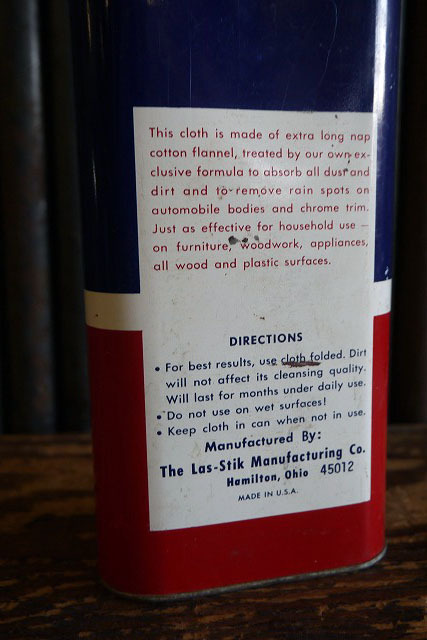 This cloth is made of extra long nap
cotton flannel, treated by our own ex-
clusive formula to absorb all dust and
dirt and to remove rain spots on
automobile bodies and chrome trim.
Just as effective for household use —
on furniture, woodwork, appliances,
all wood and plastic surfaces.
DIRECTIONS
• For best results, use cloth folded. Dirt
will not affect its cleansing quality.
Will last for months under daily use.
• Do not use on wet surfaces!
• Keep cloth in can when not in use.
Manufactured By:
The Las-Stik Manufacturing Co.
Hamilton, Ohio 45012
MADE IN U.S.A.